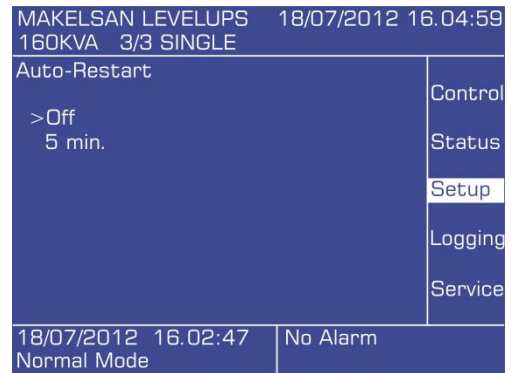 MAKELSAN LEVELUPS 18/07/2012 16.04:59
160KVA 3/3 SINGLE
Auto-Restart
>Off
5 min.
Control
Status
Setup
Logging
Service
18/07/2012 16.02:47
Normal Mode
No Alarm